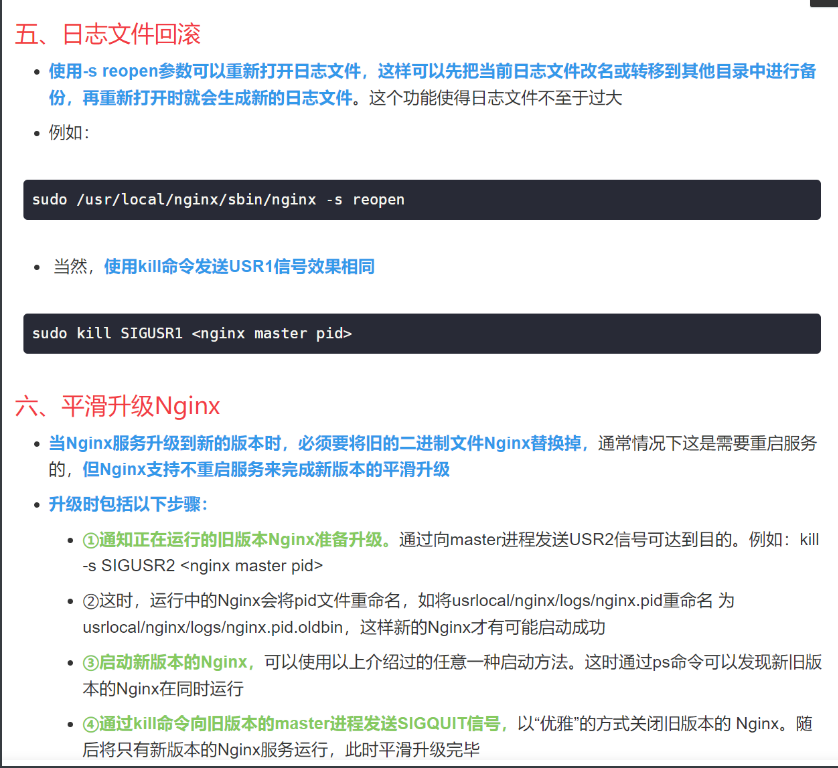 五、日志文件回滚
使用-s reopen参数可以重新打开日志文件，这样可以先把当前日志文件改名或转移到其他目录中进行备
份，再重新打开时就会生成新的日志文件。这个功能使得日志文件不至于过大
例如：
sudo /usr/local/nginx/sbin/nginx -s reopen
当然，使用kill命令发送USR1信号效果相同
sudo kill SIGUSR1 <nginx master pid>
六、平滑升级Nginx
当Nginx服务升级到新的版本时，必须要将旧的二进制文件Nginx替换掉，通常情况下这是需要重启服务
的，但Nginx支持不重启服务来完成新版本的平滑升级
升级时包括以下步骤：
①通知正在运行的旧版本Nginx准备升级。通过向master进程发送USR2信号可达到目的。例如：kill
-s SIGUSR2 <nginx master pid>
②这时，运行中的Nginx会将pid文件重命名，如将usrlocal/nginx/logs/nginx.pid重命名 为
usrlocal/nginx/logs/nginx.pid.oldbin，这样新的Nginx才有可能启动成功
③启动新版本的Nginx，可以使用以上介绍过的任意一种启动方法。这时通过ps命令可以发现新旧版
本的Nginx在同时运行
④通过kill命令向旧版本的master进程发送SIGQUIT信号，以“优雅”的方式关闭旧版本的 Nginx。随
后将只有新版本的Nginx服务运行，此时平滑升级完毕